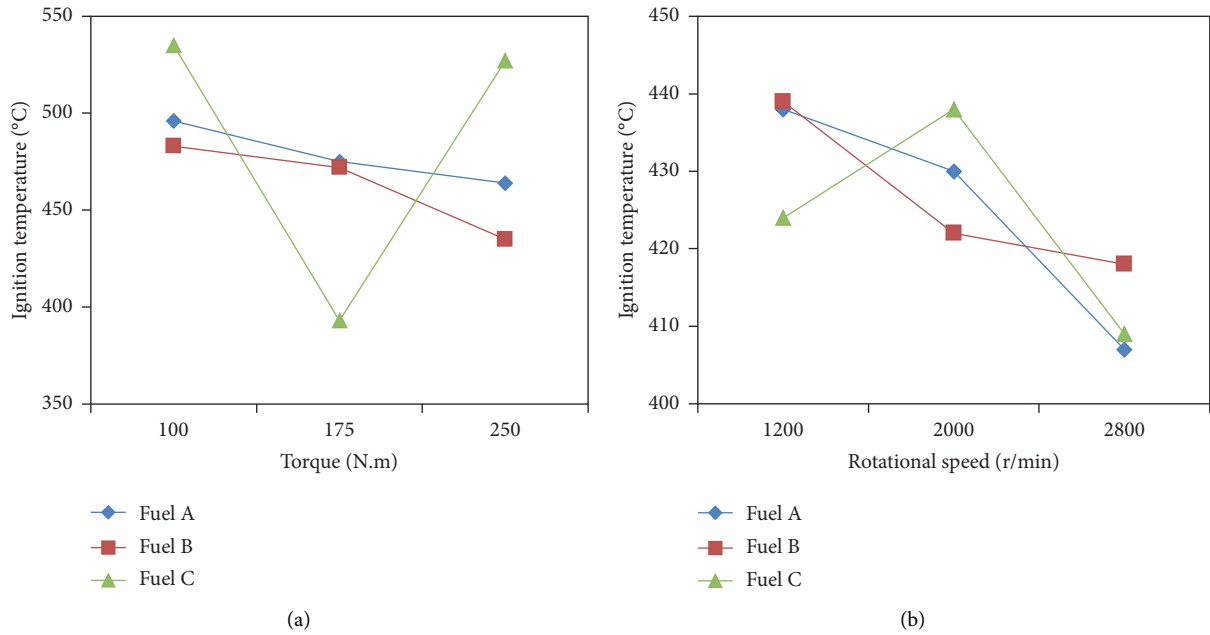 550
500
450
400
350
Ignition temperature (°C)
100 175 250
Torque (N.m)
Fuel A
Fuel B
Fuel C
(a)
450
440
430
420
410
400
Ignition temperature (°C)
1200 2000 2800
Rotational speed (r/min)
Fuel A
Fuel B
Fuel C
(b)